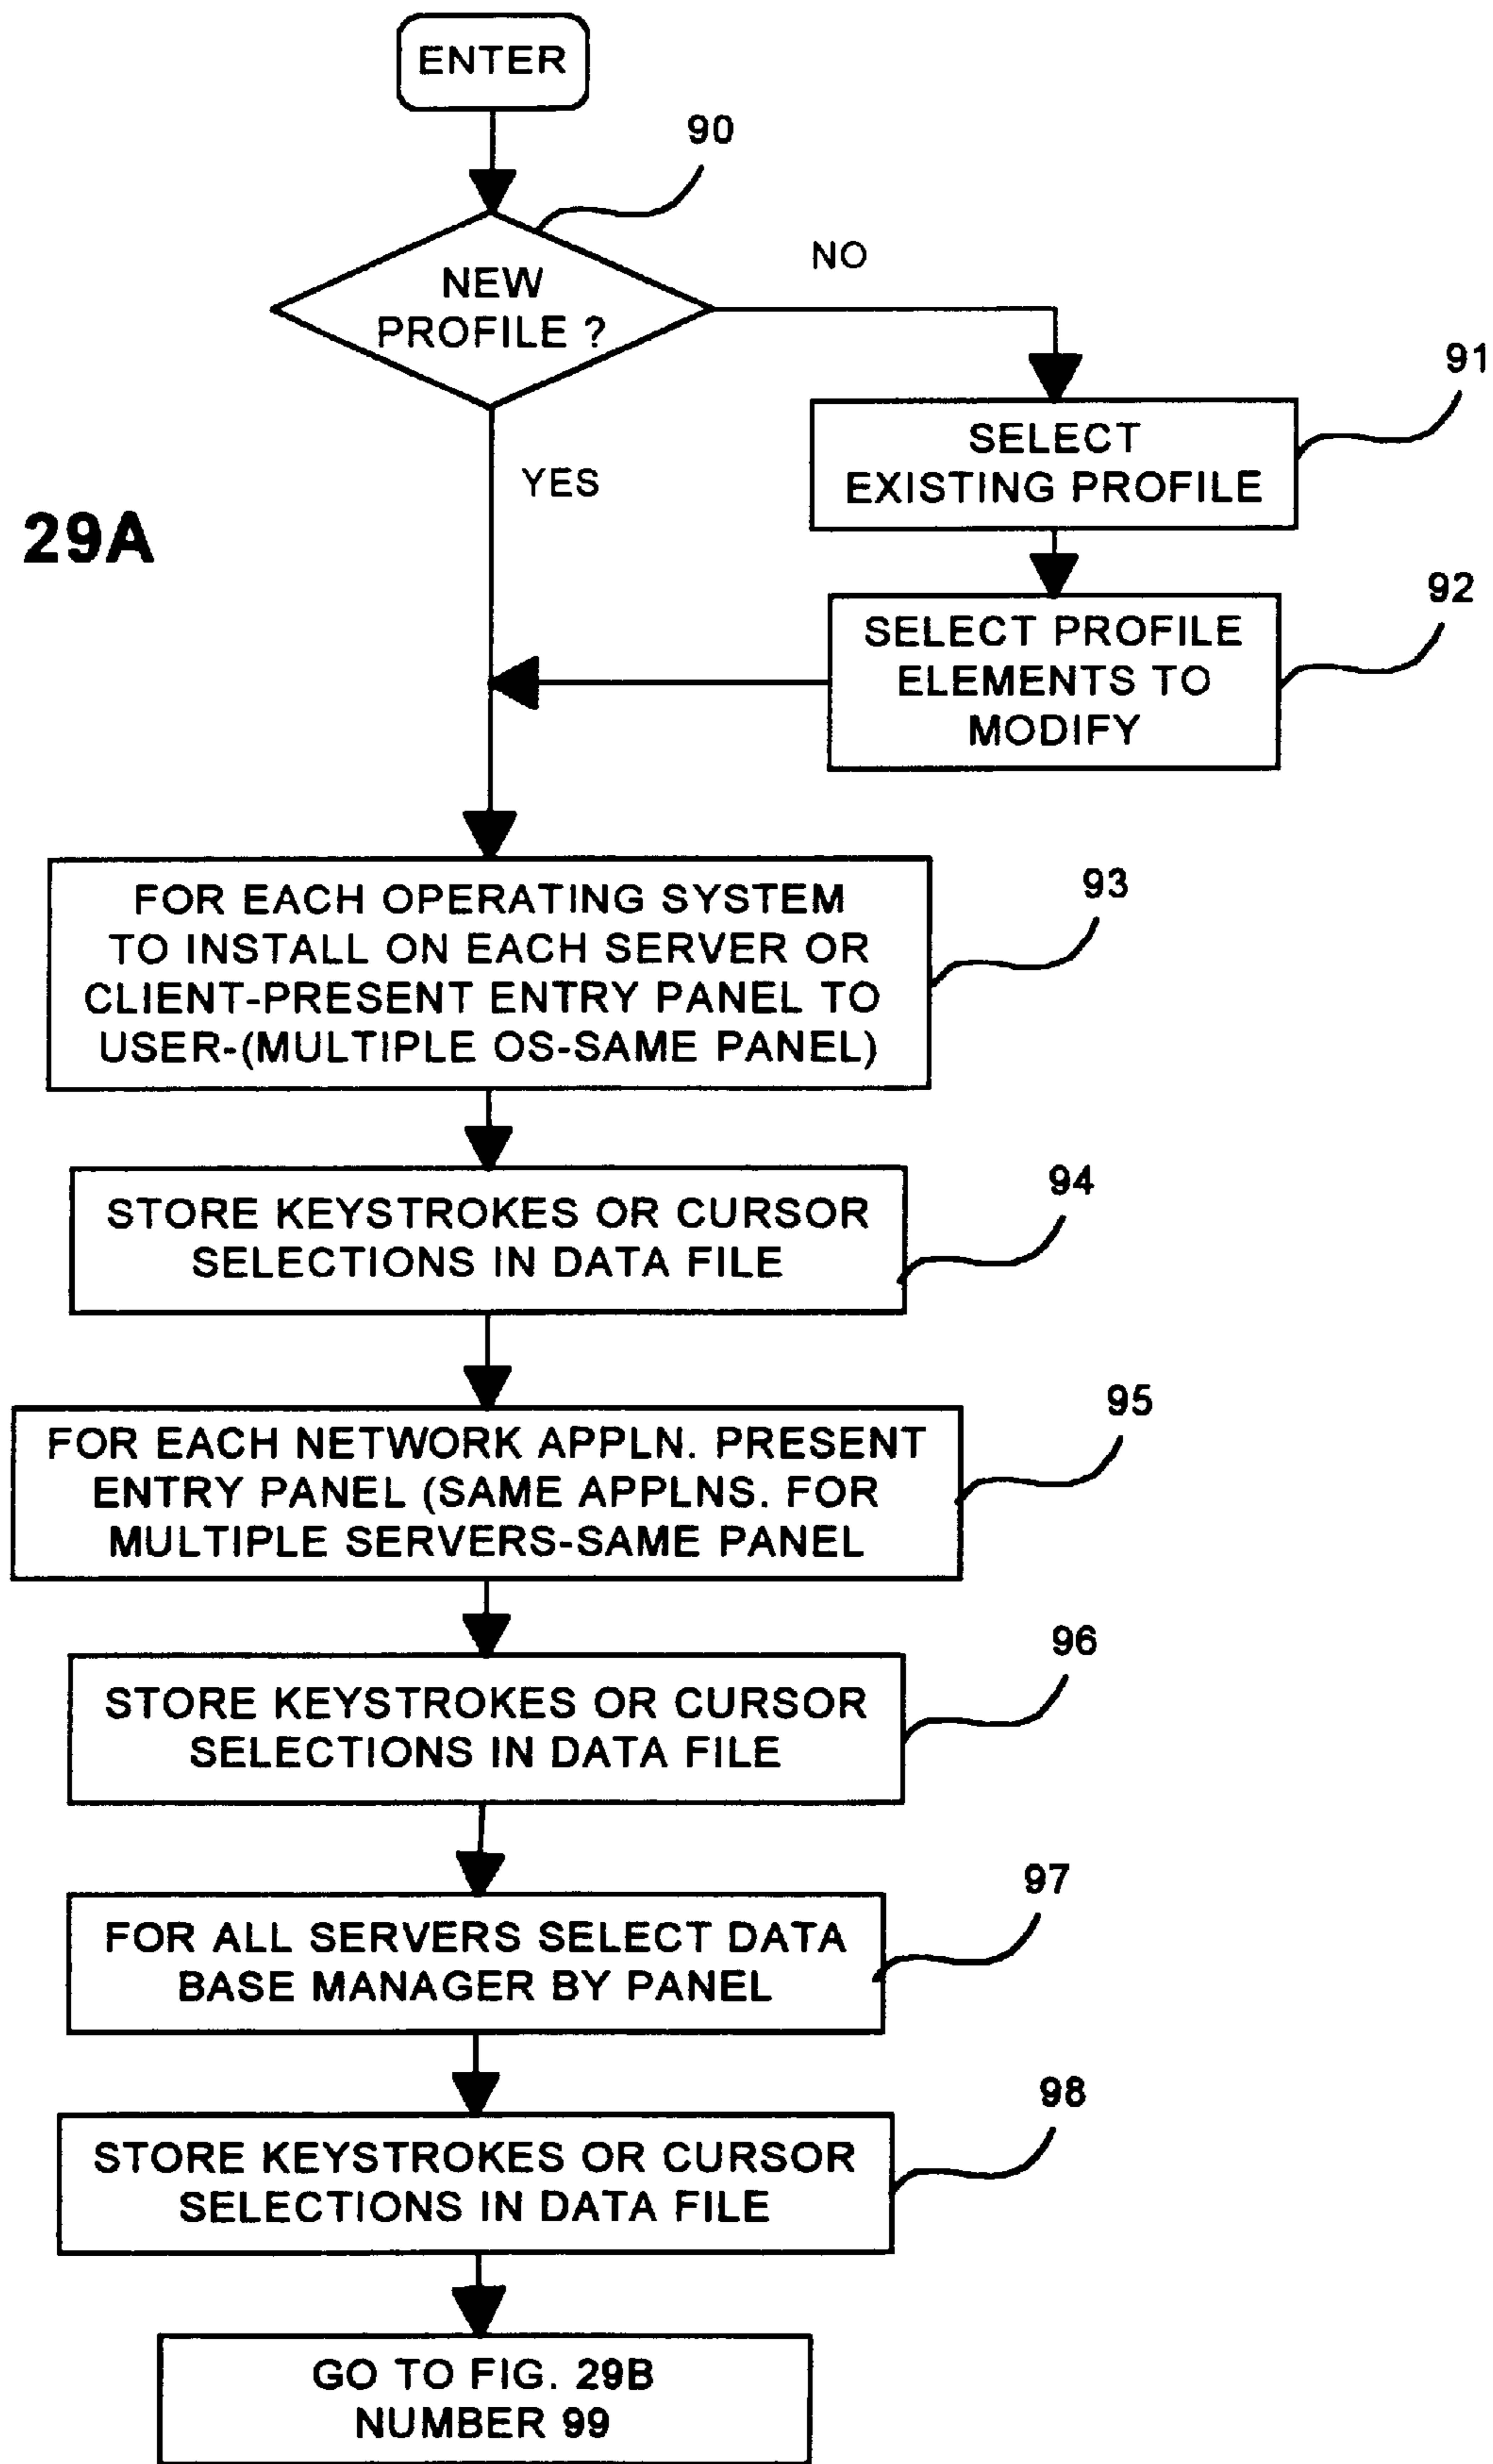 ENTER
90
NEW
PROFILE ?
NO
YES
91
SELECT
EXISTING PROFILE
29A
92
SELECT PROFILE
ELEMENTS TO
MODIFY
93
FOR EACH OPERATING SYSTEM
TO INSTALL ON EACH SERVER OR
CLIENT-PRESENT ENTRY PANEL TO
USER-(MULTIPLE OS-SAME PANEL)
94
STORE KEYSTROKES OR CURSOR
SELECTIONS IN DATA FILE
95
FOR EACH NETWORK APPLN. PRESENT
ENTRY PANEL (SAME APPLNS. FOR
MULTIPLE SERVERS-SAME PANEL
96
STORE KEYSTROKES OR CURSOR
SELECTIONS IN DATA FILE
97
FOR ALL SERVERS SELECT DATA
BASE MANAGER BY PANEL
98
STORE KEYSTROKES OR CURSOR
SELECTIONS IN DATA FILE
GO TO FIG. 29B
NUMBER 99